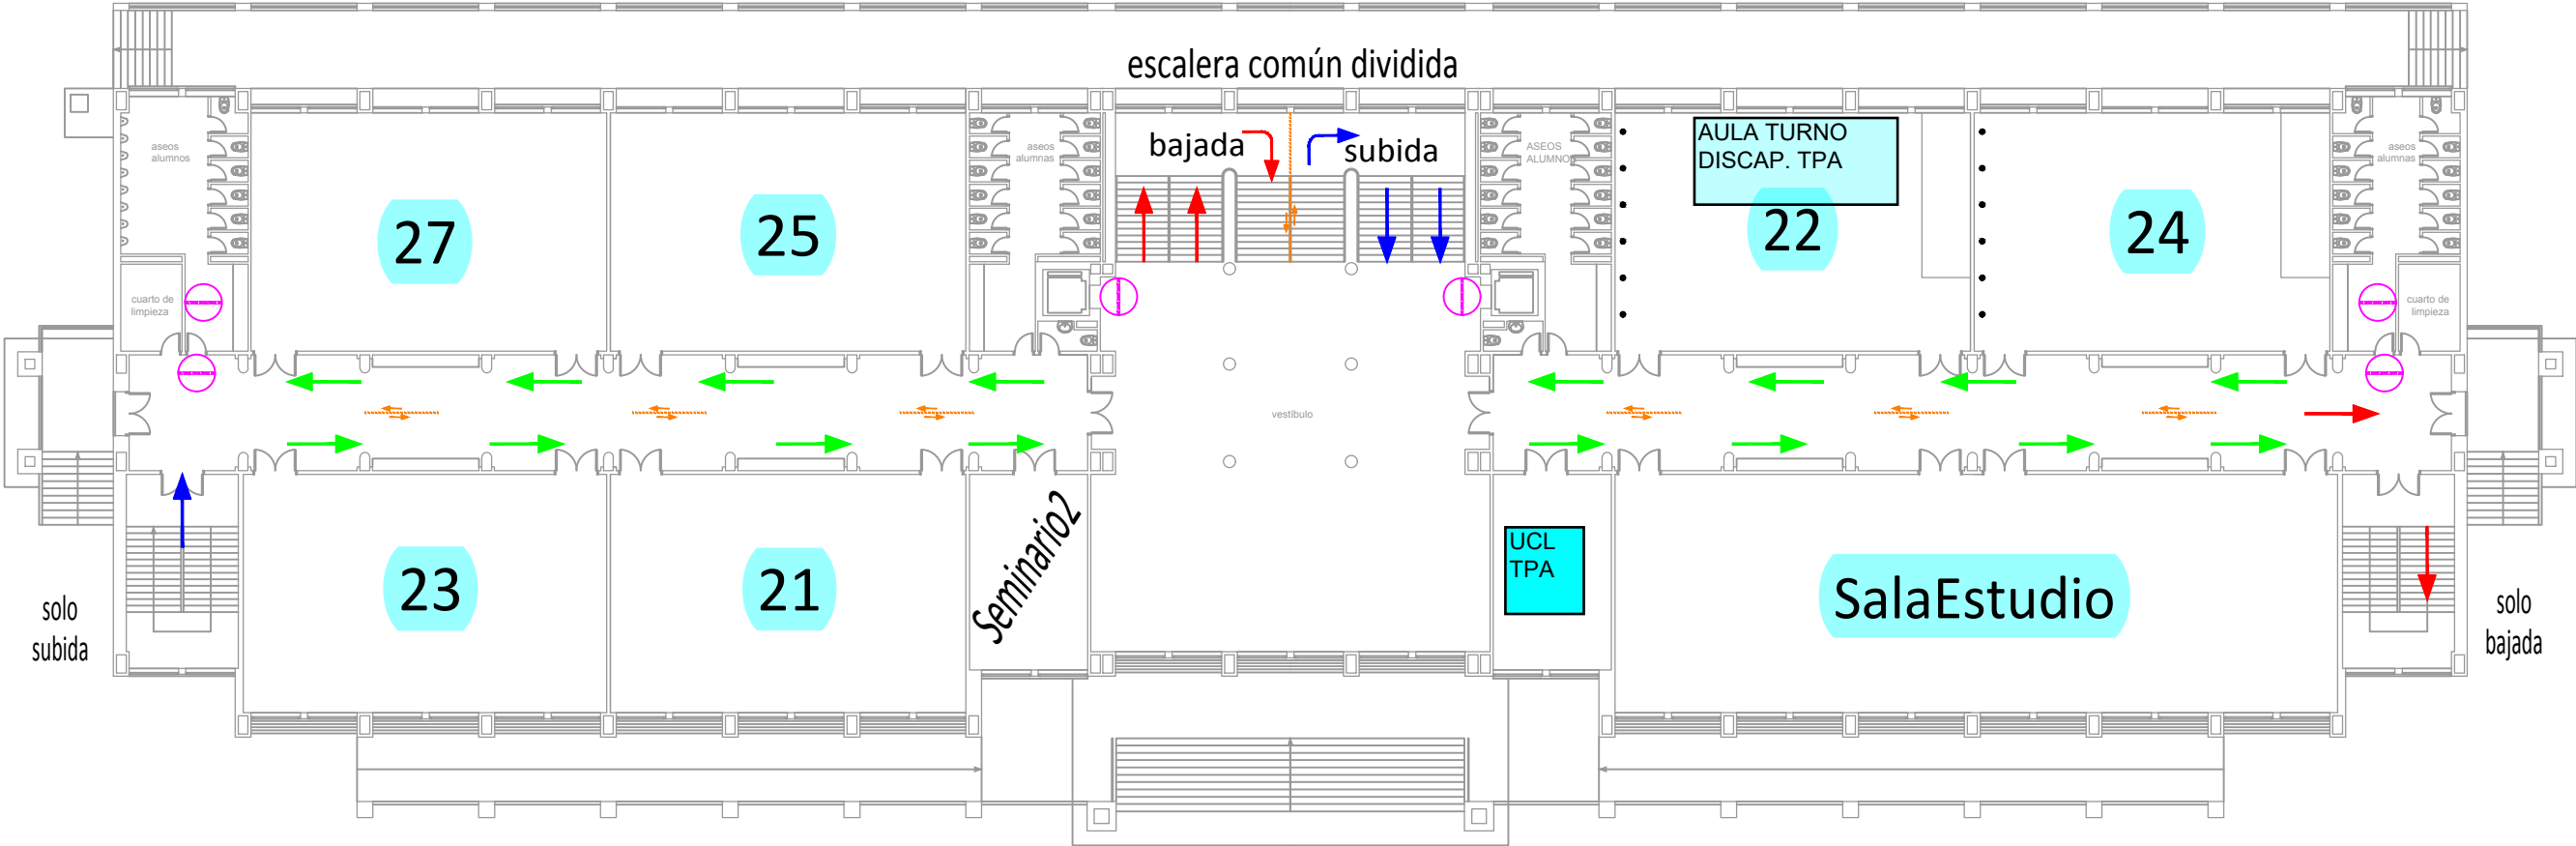 escalera común dividida
bajada
subida
aseos
alumnos
27
25
aseos
alumnas
ASEOS
ALUMNOS
AULA TURNO
DISCAP. TPA
22
24
aseos
alumnas
cuarto de
limpieza
cuarto de
limpieza
vestíbulo
23
21
Seminario2
UCL
TPA
SalaEstudio
solo
subida
solo
bajada